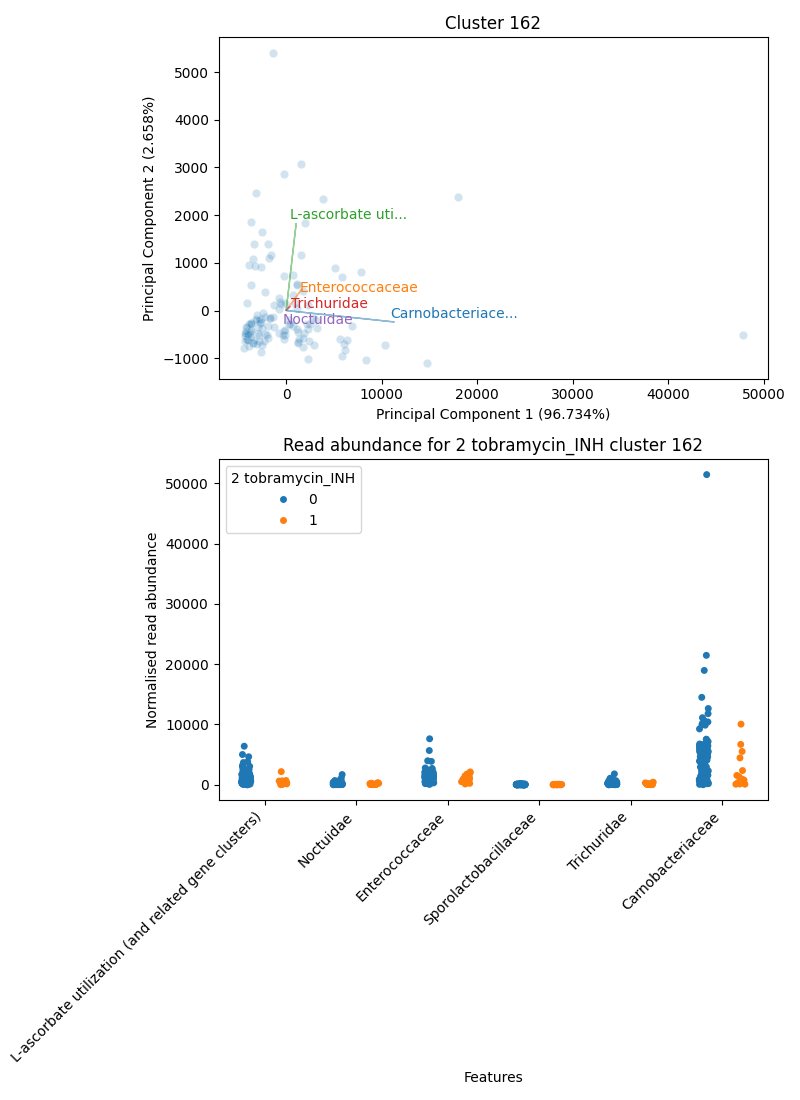 Cluster 162
Principal Component 2 (2.658%)
5000
4000
3000
2000
1000
0
−1000
L-ascorbate uti...
Enterococcaceae
Trichuridae
Carnobacteriace...
Noctuidae
0
10000
20000
30000
40000
50000
Principal Component 1 (96.734%)
Read abundance for 2 tobramycin_INH cluster 162
2 tobramycin_INH
0
1
Normalised read abundance
50000
40000
30000
20000
10000
0
L-ascorbate utilization (and related gene clusters)
Noctuidae
Enterococcaceae
Sporolactobacillaceae
Trichuridae
Carnobacteriaceae
Features